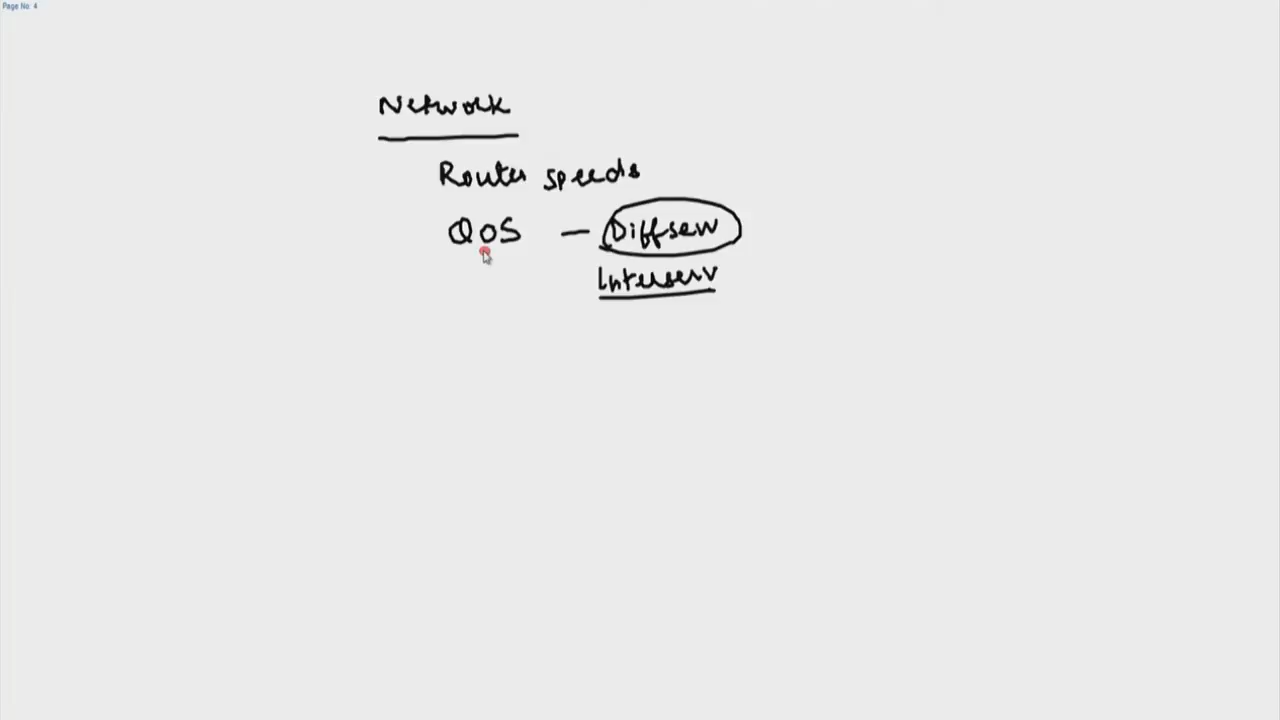 Page No. 4
Network
Router speeds
QoS - Diffserv
Interserv